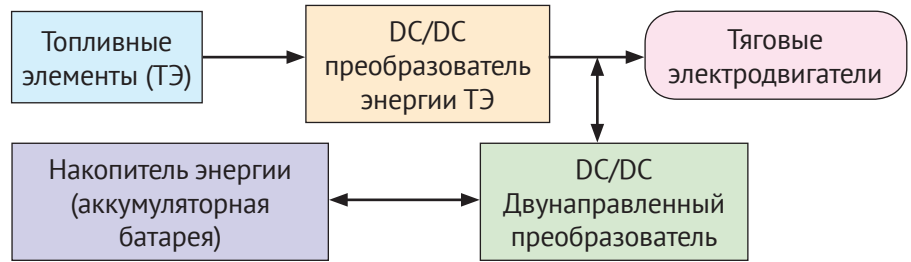 Топливные
элементы (ТЭ)
DC/DC
преобразователь
энергии ТЭ
Тяговые
электродвигатели
Накопитель энергии
(аккумуляторная
батарея)
DC/DC
Двунаправленный
преобразователь